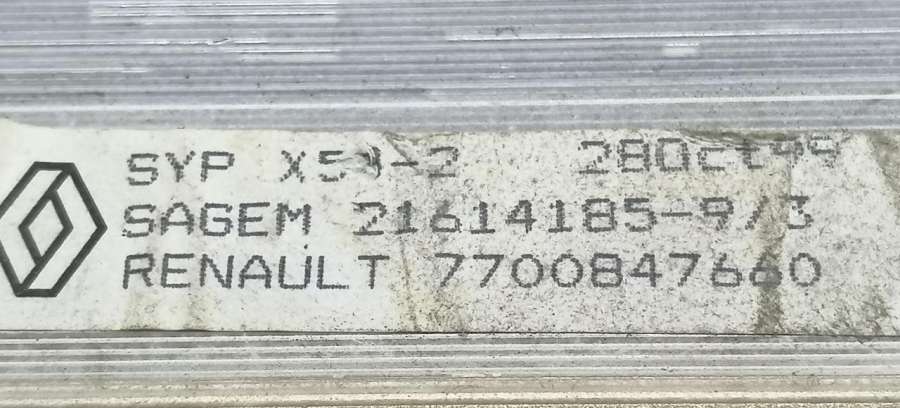 SYP 28Oct99
SAGEM 21614185-9/3
RENAULT 7700847660